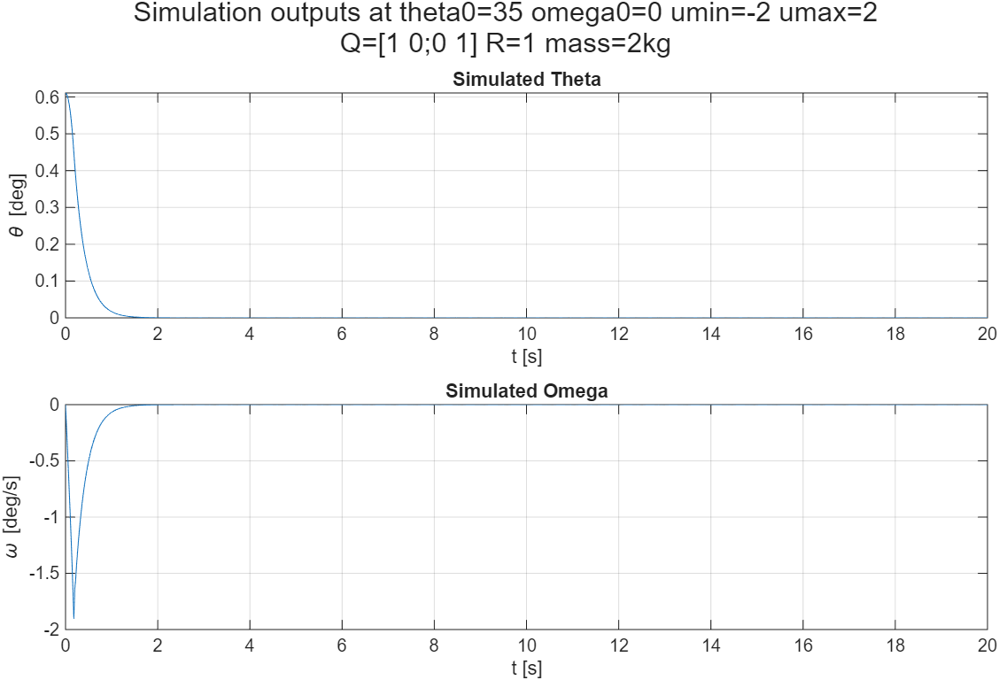 Simulation outputs at theta0=35 omega0=0 umin=-2 umax=2
Q=[1 0;0 1] R=1 mass=2kg
Simulated Theta
θ [deg]
0.6
0.5
0.4
0.3
0.2
0.1
0
0 2 4 6 8 10 12 14 16 18 20
t [s]
Simulated Omega
ω [deg/s]
0
-0.5
-1
-1.5
-2
0 2 4 6 8 10 12 14 16 18 20
t [s]